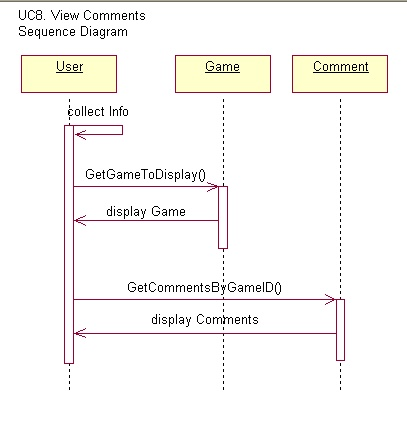 UC8. View Comments
Sequence Diagram
User
Game
Comment
collect Info
GetGameToDisplay()
display Game
GetCommentsByGameID()
display Comments